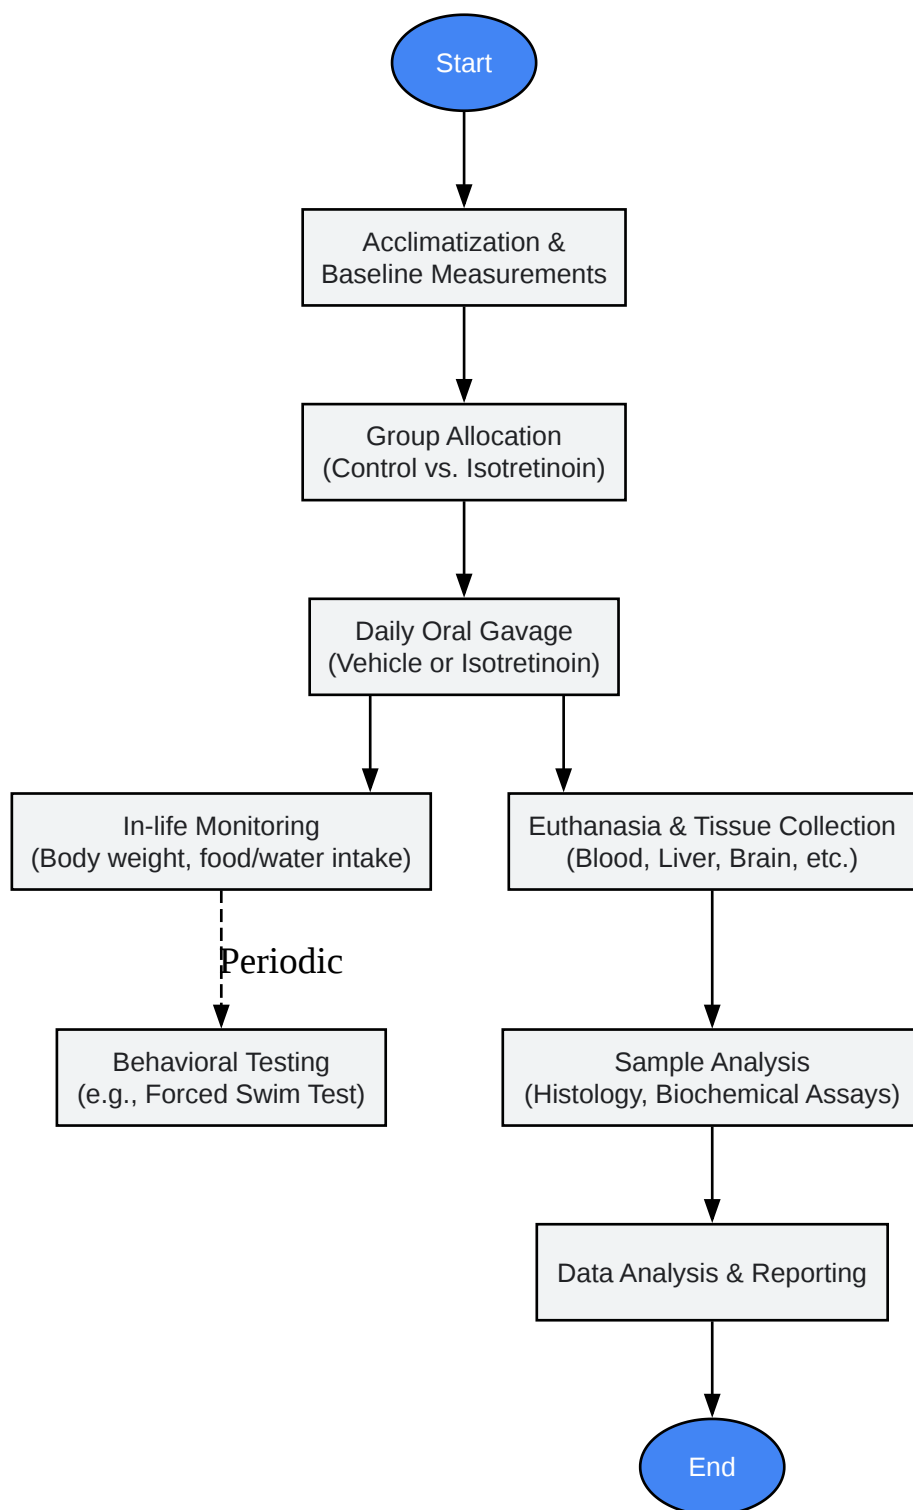 Start
Acclimatization &
Baseline Measurements
Group Allocation
(Control vs. Isotretinoin)
Daily Oral Gavage
(Vehicle or Isotretinoin)
In-life Monitoring
(Body weight, food/water intake)
Euthanasia & Tissue Collection
(Blood, Liver, Brain, etc.)
Periodic
Behavioral Testing
(e.g., Forced Swim Test)
Sample Analysis
(Histology, Biochemical Assays)
Data Analysis & Reporting
End